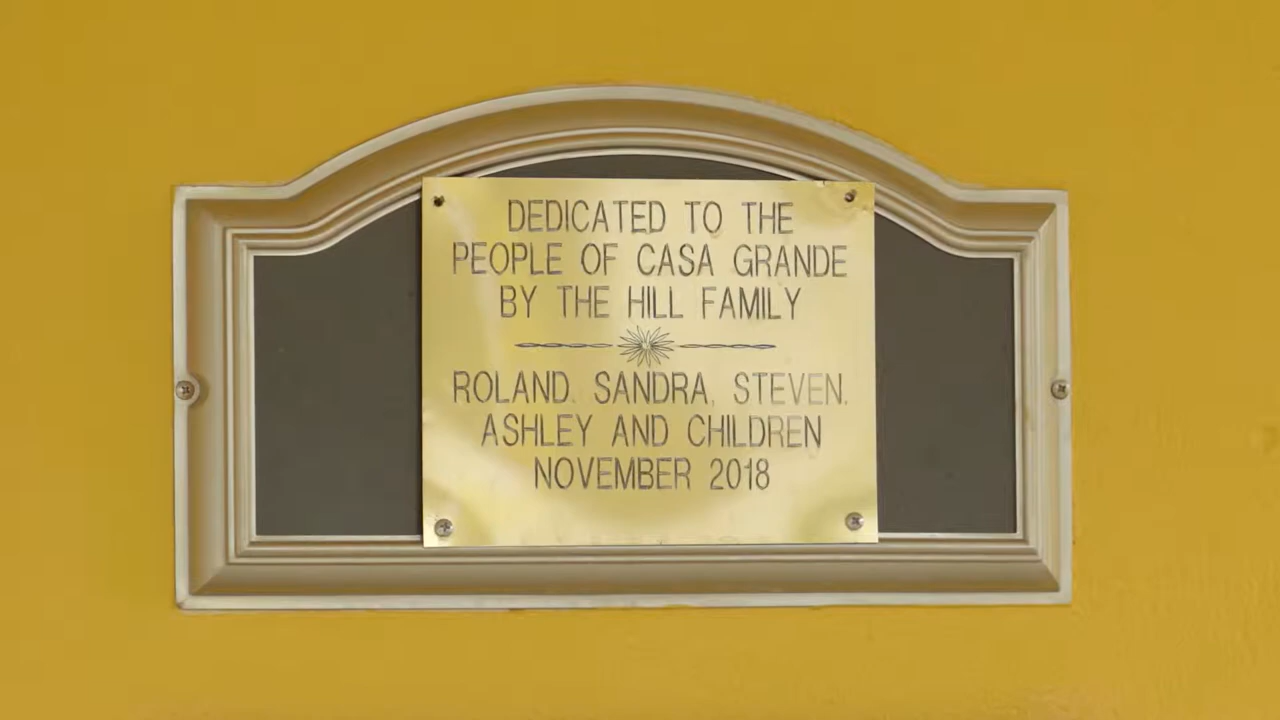 DEDICATED TO THE
PEOPLE OF CASA GRANDE
BY THE HILL FAMILY
ROLAND, SANDRA, STEVEN,
ASHLEY AND CHILDREN
NOVEMBER 2018